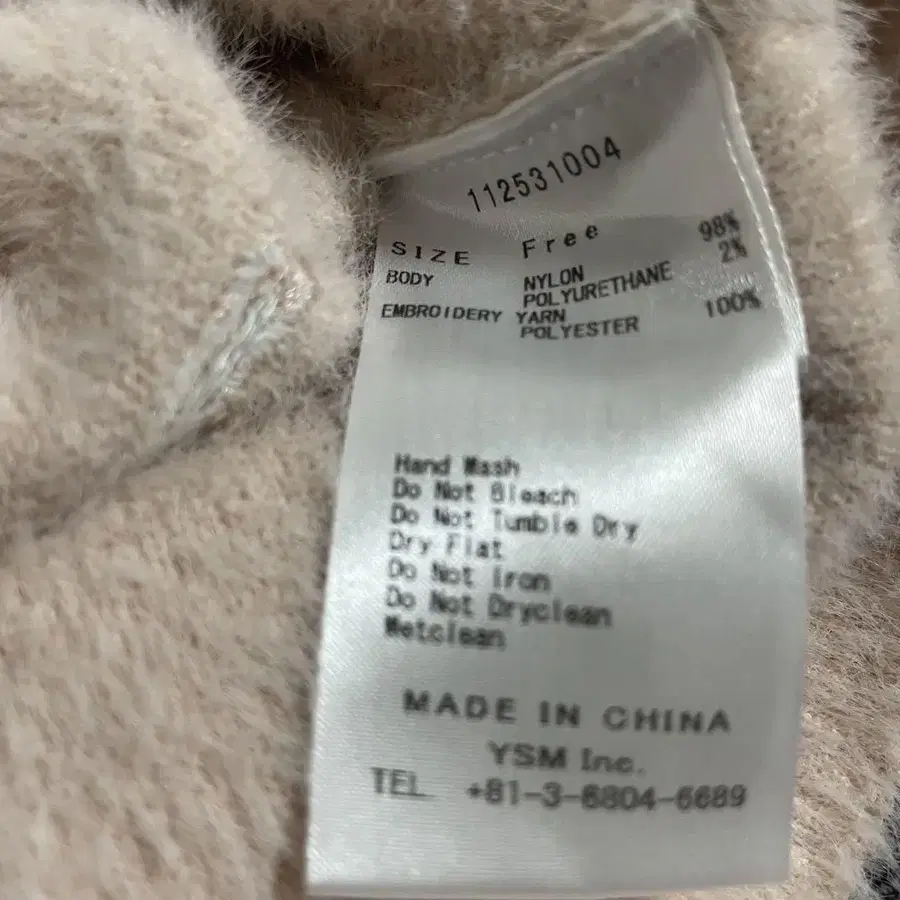 112531004
SIZE Free
BODY NYLON 98%
POLYURETHANE 2%
EMBROIDERY YARN
POLYESTER 100%
Hand Wash
Do Not Bleach
Do Not Tumble Dry
Dry Flat
Do Not Iron
Do Not Dryclean
Wetclean
MADE IN CHINA
YSM Inc.
TEL +81-3-6804-6689